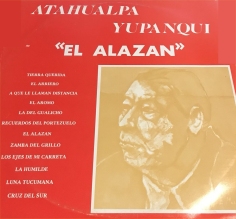 ATAHUALPA
YUPANQUI
"EL ALAZAN"
TIERRA QUERIDA
EL ARRIERO
A QUE LE LLAMAN DISTANCIA
EL AROMO
LA DEL GUALICHO
RECUERDOS DEL PORTEZUELO
EL ALAZAN
ZAMBA DEL GRILLO
LOS EJES DE MI CARRETA
LA HUMILDE
LUNA TUCUMANA
CRUZ DEL SUR